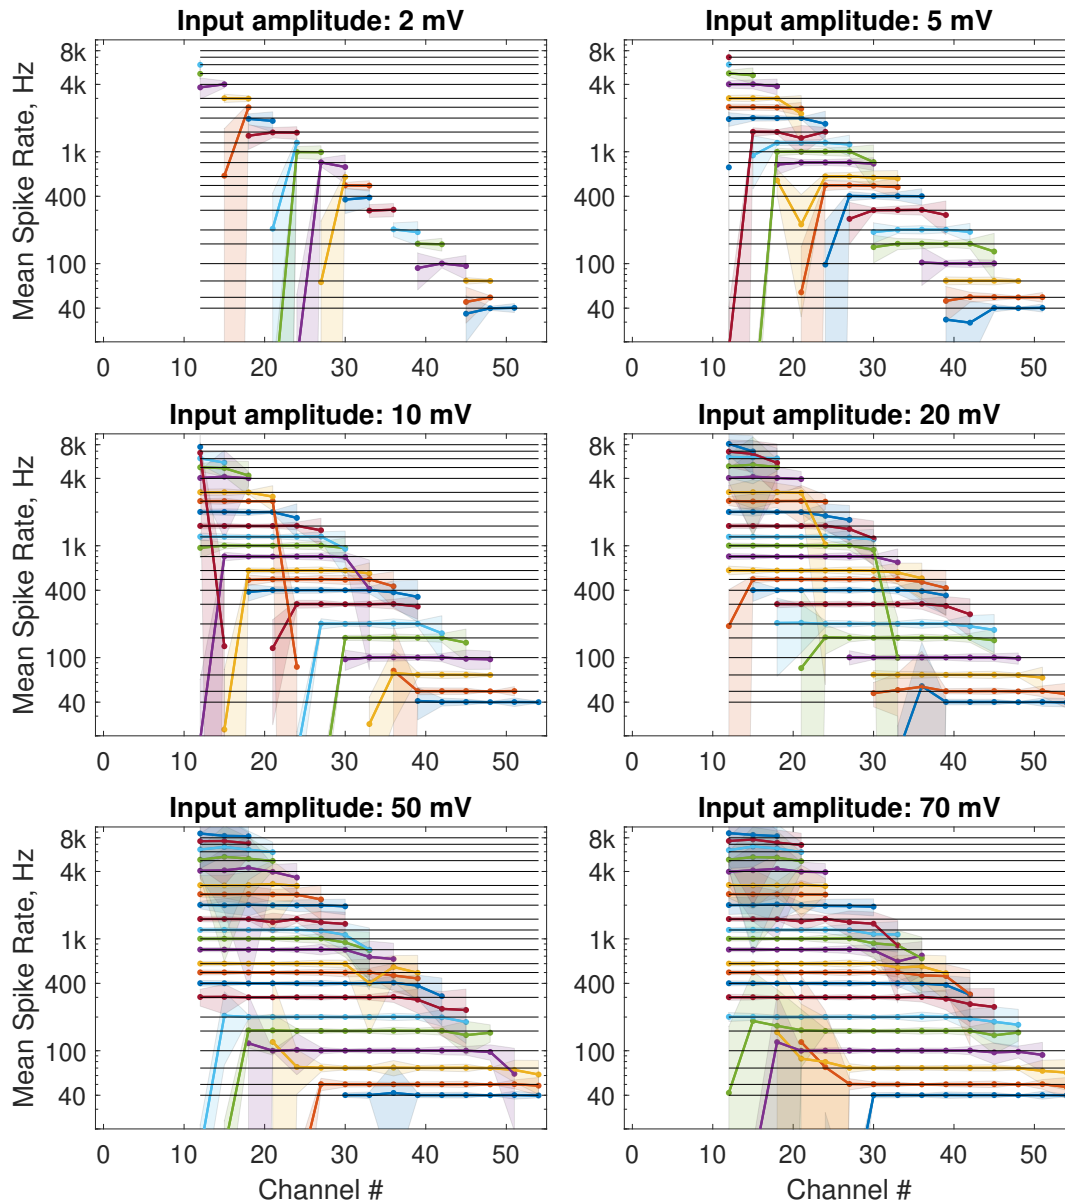 Input amplitude: 2 mV
Input amplitude: 5 mV
Mean Spike Rate, Hz
8k
4k
1k
400
100
40
0 10 20 30 40 50
8k
4k
1k
400
100
40
0 10 20 30 40 50
Input amplitude: 10 mV
Input amplitude: 20 mV
Mean Spike Rate, Hz
8k
4k
1k
400
100
40
0 10 20 30 40 50
8k
4k
1k
400
100
40
0 10 20 30 40 50
Input amplitude: 50 mV
Input amplitude: 70 mV
Mean Spike Rate, Hz
8k
4k
1k
400
100
40
0 10 20 30 40 50
Channel #
8k
4k
1k
400
100
40
0 10 20 30 40 50
Channel #